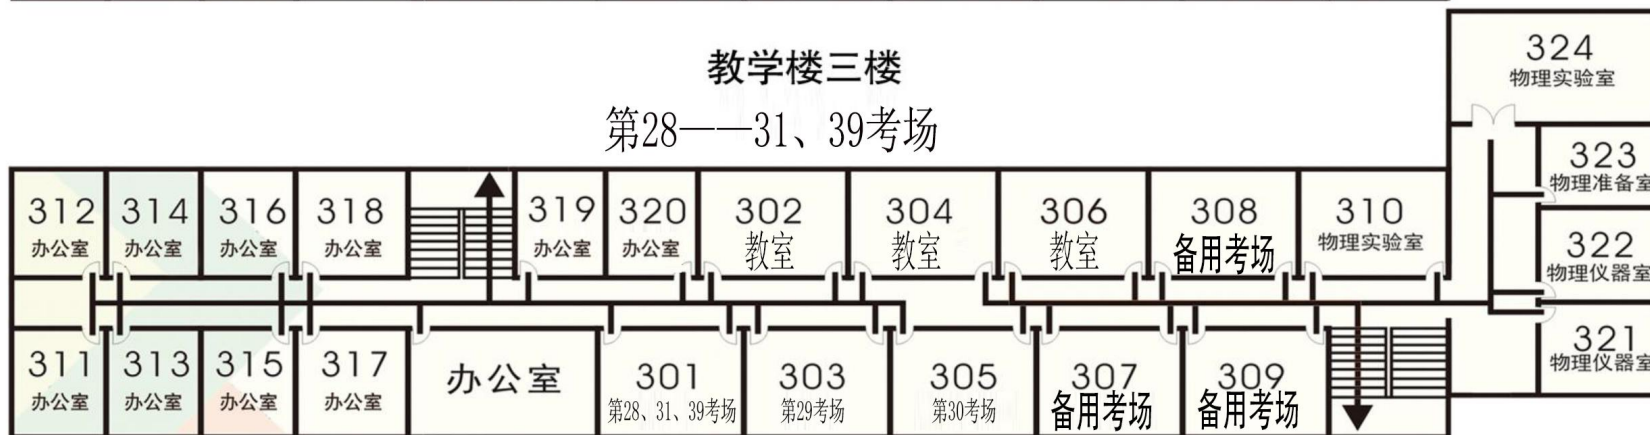 教学楼三楼
第28——31、39考场
324
物理实验室
323
物理准备室
322
物理仪器室
321
物理仪器室
312
办公室
314
办公室
316
办公室
318
办公室
319
办公室
320
办公室
302
教室
304
教室
306
教室
308
备用考场
310
物理实验室
311
办公室
313
办公室
315
办公室
317
办公室
办公室
301
第28、31、39考场
303
第29考场
305
第30考场
307
备用考场
309
备用考场